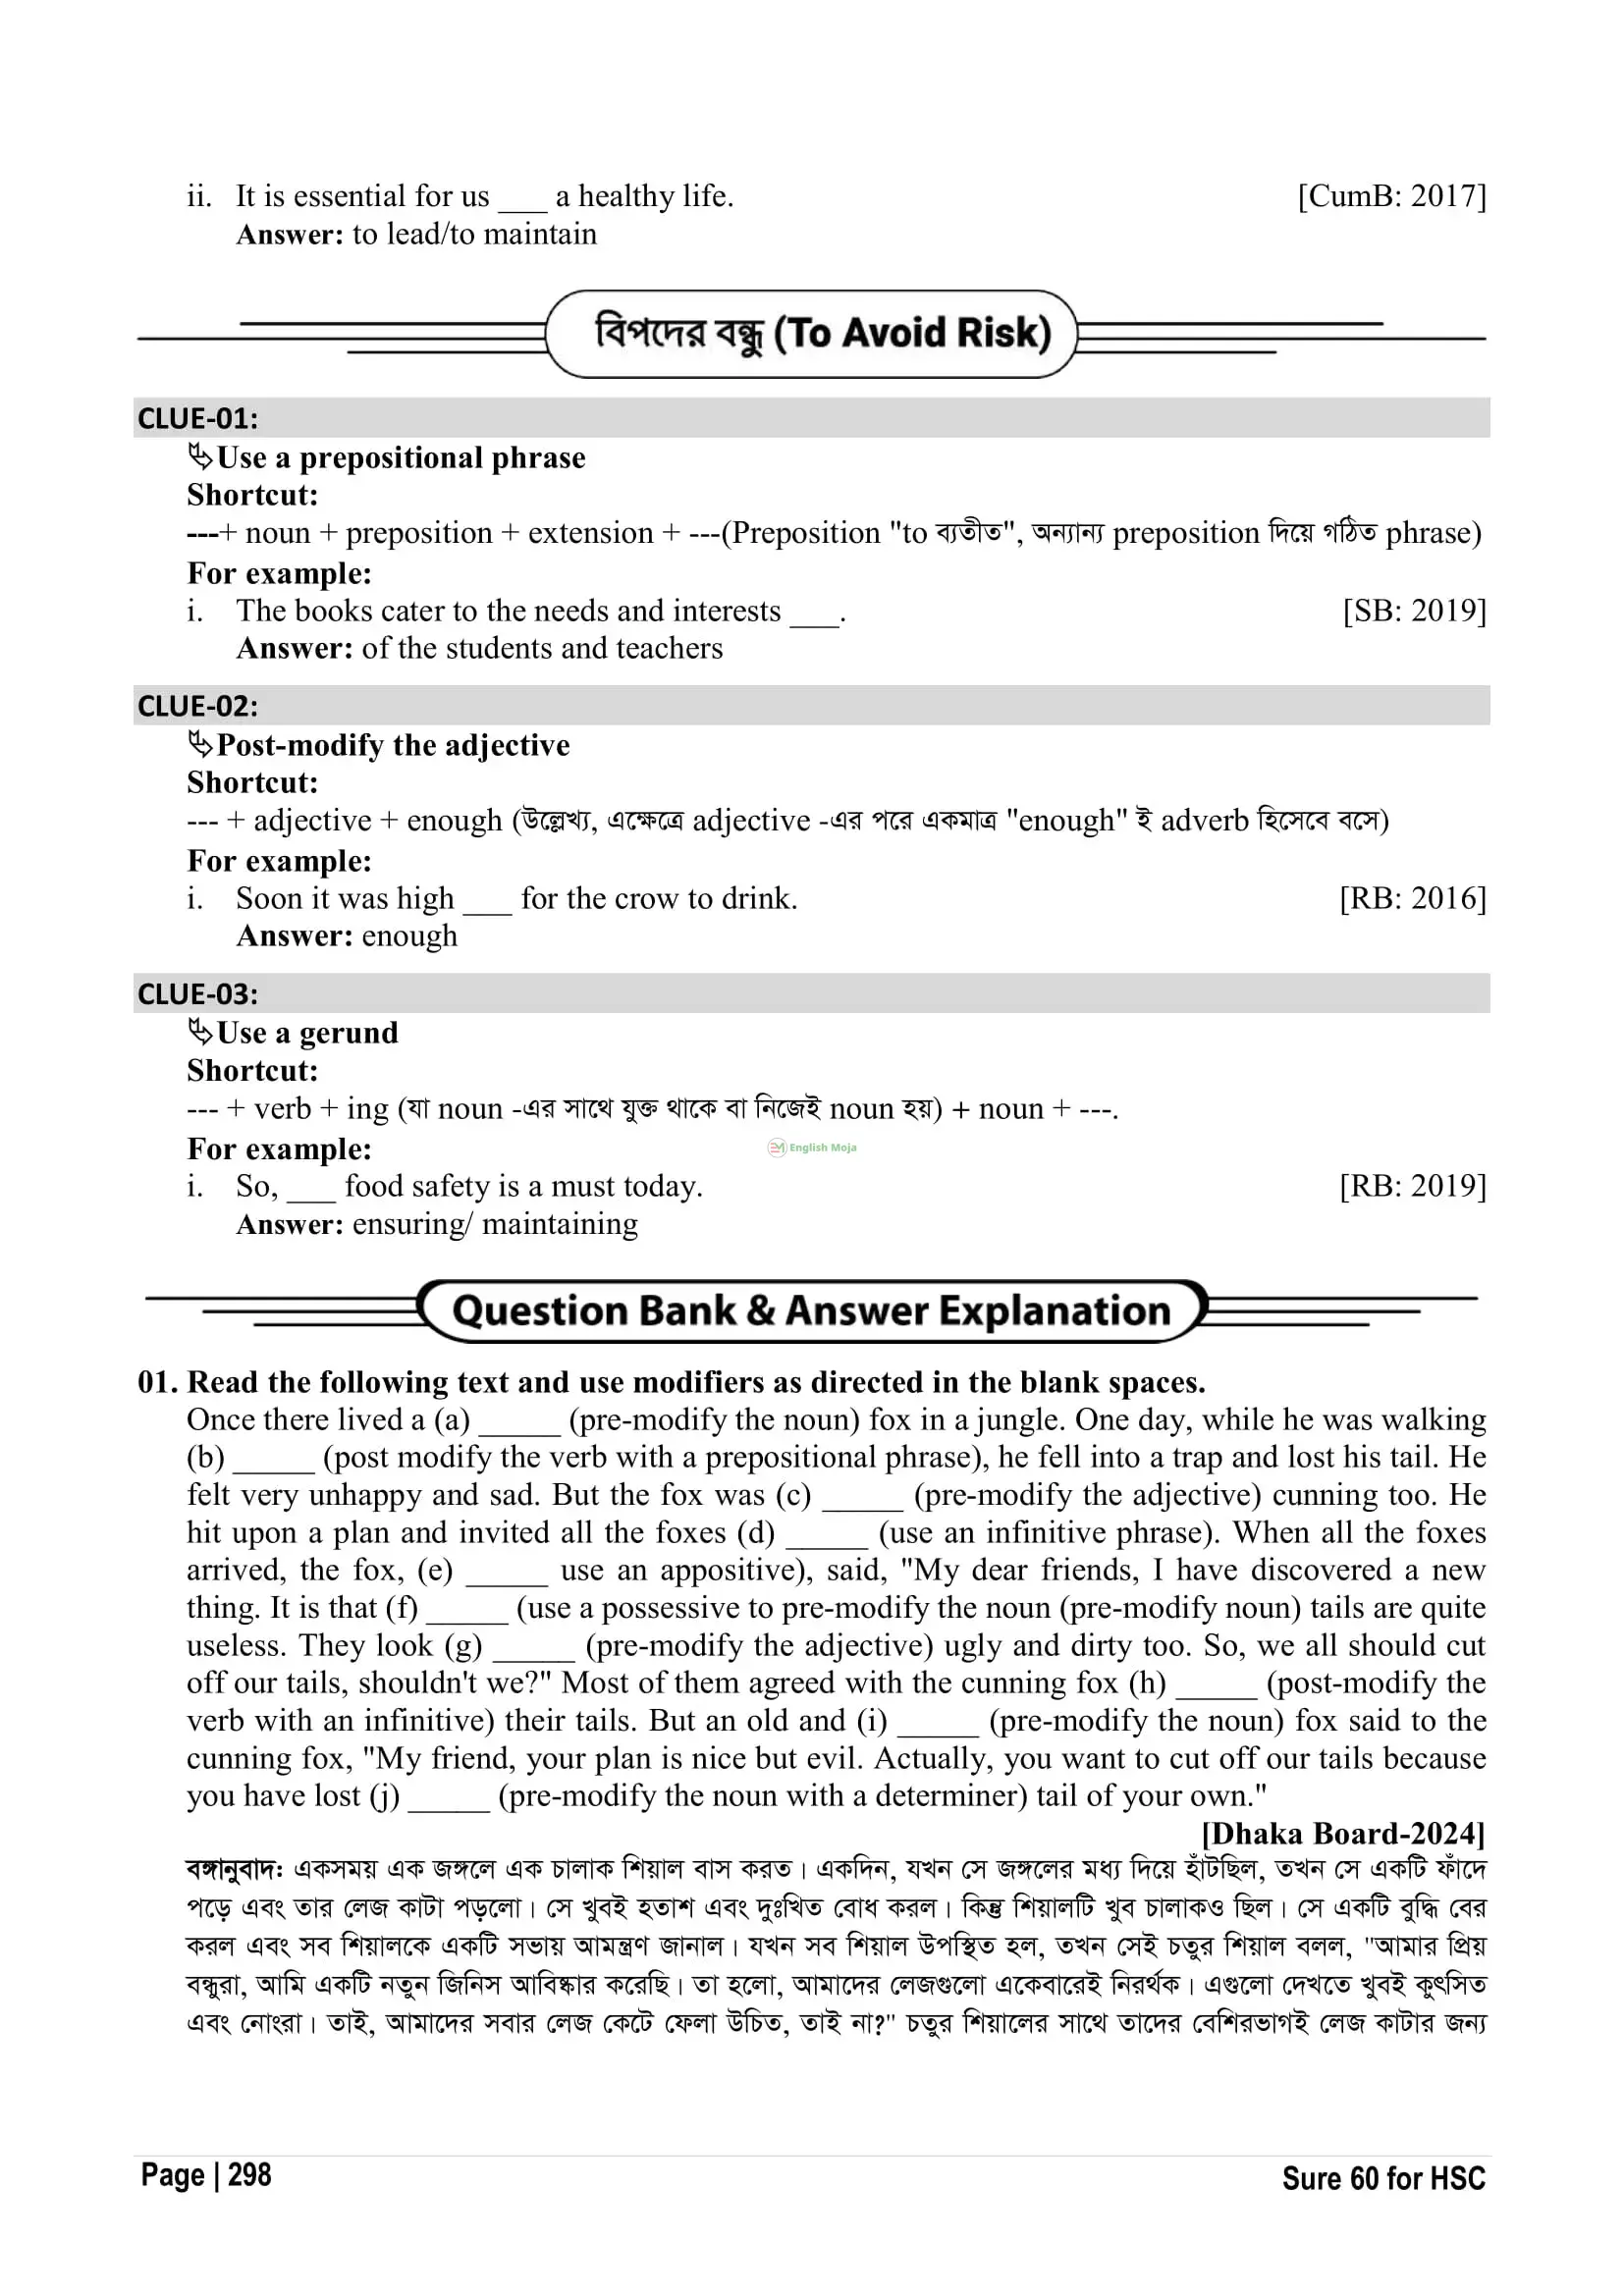 ii. It is essential for us ___ a healthy life. [CumB: 2017]
Answer: to lead/to maintain
বিপদের বন্ধু (To Avoid Risk)
CLUE-01:
Use a prepositional phrase
Shortcut:
---+ noun + preposition + extension + ---(Preposition "to ব্যতীত", অন্যান্য preposition দিয়ে গঠিত phrase)
For example:
i. The books cater to the needs and interests ___. [SB: 2019]
Answer: of the students and teachers
CLUE-02:
Post-modify the adjective
Shortcut:
--- + adjective + enough (উল্লেখ্য, এক্ষেত্রে adjective -এর পরে একমাত্র "enough" ই adverb হিসেবে বসে)
For example:
i. Soon it was high ___ for the crow to drink. [RB: 2016]
Answer: enough
CLUE-03:
Use a gerund
Shortcut:
--- + verb + ing (যা noun -এর সাথে যুক্ত থাকে বা নিজেই noun হয়) + noun + ---.
For example:
English Moja
i. So, ___ food safety is a must today. [RB: 2019]
Answer: ensuring/ maintaining
Question Bank & Answer Explanation
01. Read the following text and use modifiers as directed in the blank spaces.
Once there lived a (a) _____ (pre-modify the noun) fox in a jungle. One day, while he was walking
(b) _____ (post modify the verb with a prepositional phrase), he fell into a trap and lost his tail. He
felt very unhappy and sad. But the fox was (c) _____ (pre-modify the adjective) cunning too. He
hit upon a plan and invited all the foxes (d) _____ (use an infinitive phrase). When all the foxes
arrived, the fox, (e) _____ use an appositive), said, "My dear friends, I have discovered a new
thing. It is that (f) _____ (use a possessive to pre-modify the noun (pre-modify noun) tails are quite
useless. They look (g) _____ (pre-modify the adjective) ugly and dirty too. So, we all should cut
off our tails, shouldn't we?" Most of them agreed with the cunning fox (h) _____ (post-modify the
verb with an infinitive) their tails. But an old and (i) _____ (pre-modify the noun) fox said to the
cunning fox, "My friend, your plan is nice but evil. Actually, you want to cut off our tails because
you have lost (j) _____ (pre-modify the noun with a determiner) tail of your own."
[Dhaka Board-2024]
বঙ্গানুবাদ: একসময় এক জঙ্গলে এক চালাক শিয়াল বাস করত। একদিন, যখন সে জঙ্গলের মধ্য দিয়ে হাঁটছিল, তখন সে একটি ফাঁদে
পড়ে এবং তার লেজ কাটা পড়লো। সে খুবই হতাশ এবং দুঃখিত বোধ করল। কিন্তু শিয়ালটি খুব চালাকও ছিল। সে একটি বুদ্ধি বের
করল এবং সব শিয়ালকে একটি সভায় আমন্ত্রণ জানাল। যখন সব শিয়াল উপস্থিত হল, তখন সেই চতুর শিয়াল বলল, "আমার প্রিয়
বন্ধুরা, আমি একটি নতুন জিনিস আবিষ্কার করেছি। তা হলো, আমাদের লেজগুলো একেবারেই নিরর্থক। এগুলো দেখতে খুবই কুৎসিত
এবং নোংরা। তাই, আমাদের সবার লেজ কেটে ফেলা উচিত, তাই না?" চতুর শিয়ালের সাথে তাদের বেশিরভাগই লেজ কাটার জন্য
Page | 298
Sure 60 for HSC